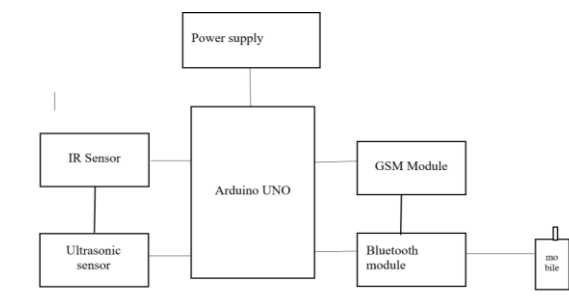 Power supply
IR Sensor
Arduino UNO
GSM Module
Ultrasonic
sensor
Bluetooth
module
mo
bile